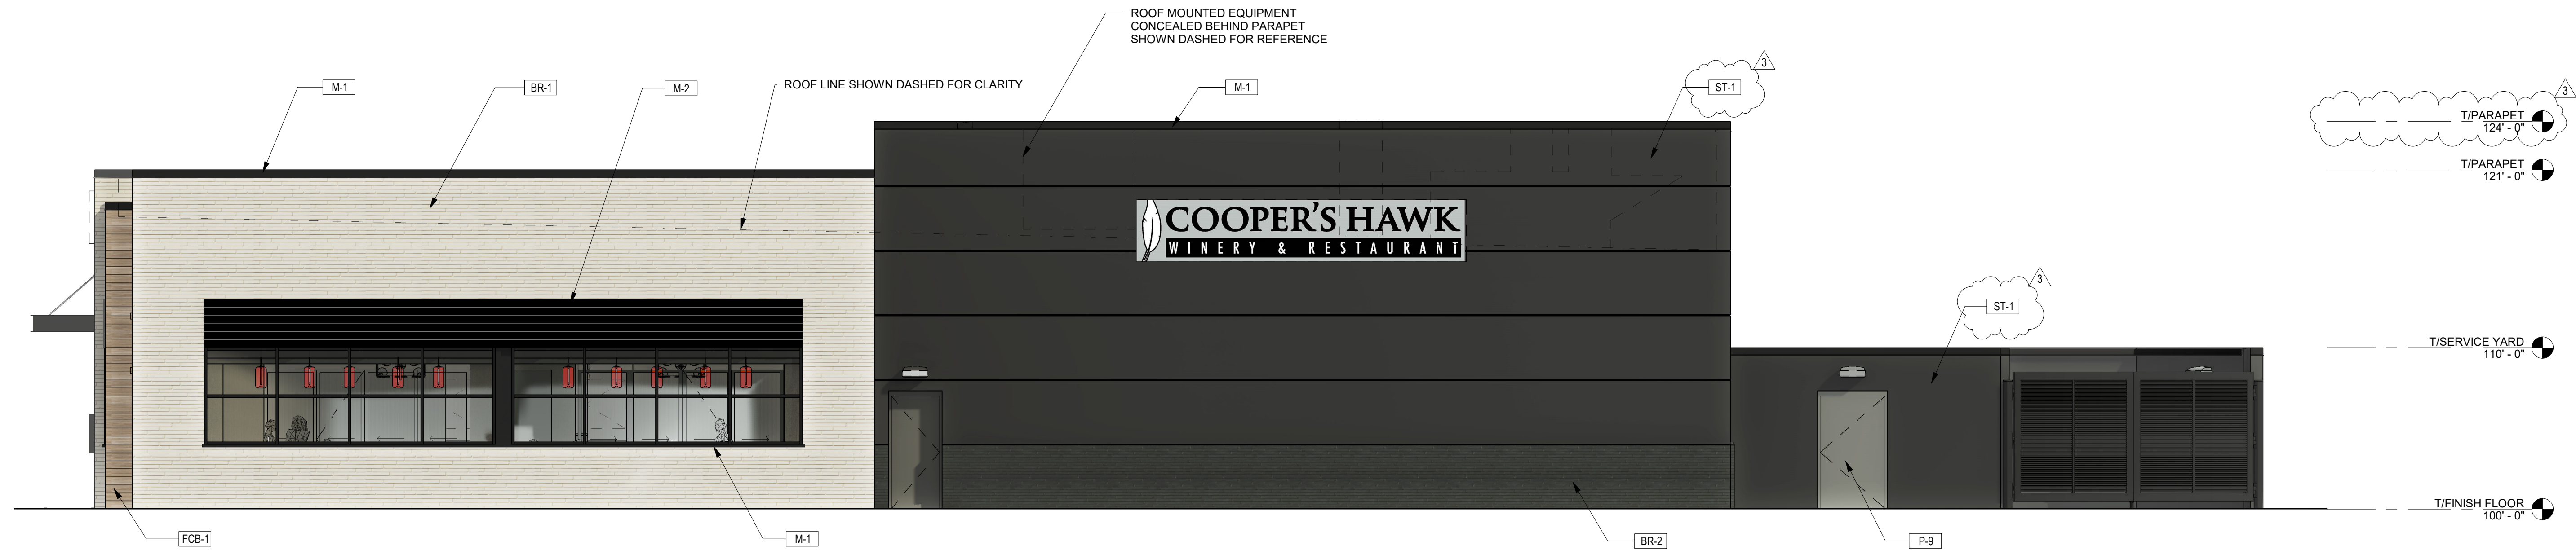 ROOF MOUNTED EQUIPMENT
CONCEALED BEHIND PARAPET
SHOWN DASHED FOR REFERENCE
3
M-1
BR-1
M-2
ROOF LINE SHOWN DASHED FOR CLARITY
M-1
ST-1
3
T/PARAPET
124' - 0"
T/PARAPET
121' - 0"
COOPER'S HAWK
WINERY & RESTAURANT
3
ST-1
T/SERVICE YARD
110' - 0"
T/FINISH FLOOR
100' - 0"
FCB-1
M-1
BR-2
P-9